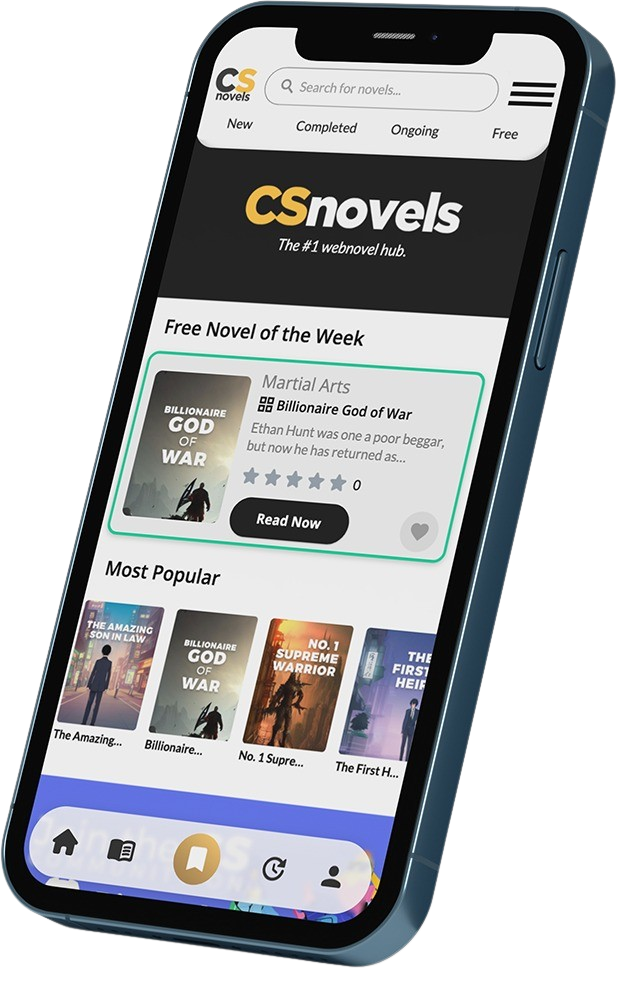 CS
novels
Search for novels...
New Completed Ongoing Free
CSnovels
The #1 webnovel hub.
Free Novel of the Week
BILLIONAIRE
GOD
OF
WAR
Martial Arts
Billionaire God of War
Ethan Hunt was one a poor beggar,
but now he has returned as...
0
Read Now
Most Popular
THE AMAZING
SON IN LAW
BILLIONAIRE
GOD
OF
WAR
NO. 1
SUPREME
WARRIOR
THE
FIRST
HEIR
The Amazing...
Billionaire...
No. 1 Supre...
The First H...